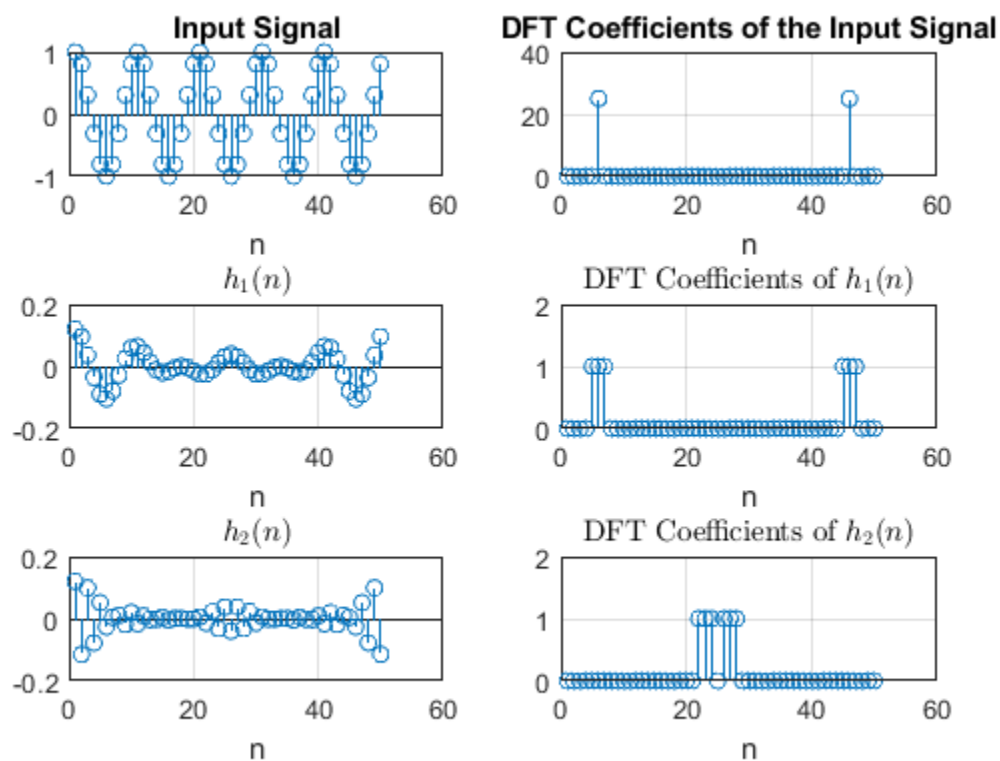 Input Signal
1
0
-1
0 20 40 60
n
DFT Coefficients of the Input Signal
40
20
0
0 20 40 60
n
h₁(n)
0.2
0
-0.2
0 20 40 60
n
DFT Coefficients of h₁(n)
2
1
0
0 20 40 60
n
h₂(n)
0.2
0
-0.2
0 20 40 60
n
DFT Coefficients of h₂(n)
2
1
0
0 20 40 60
n